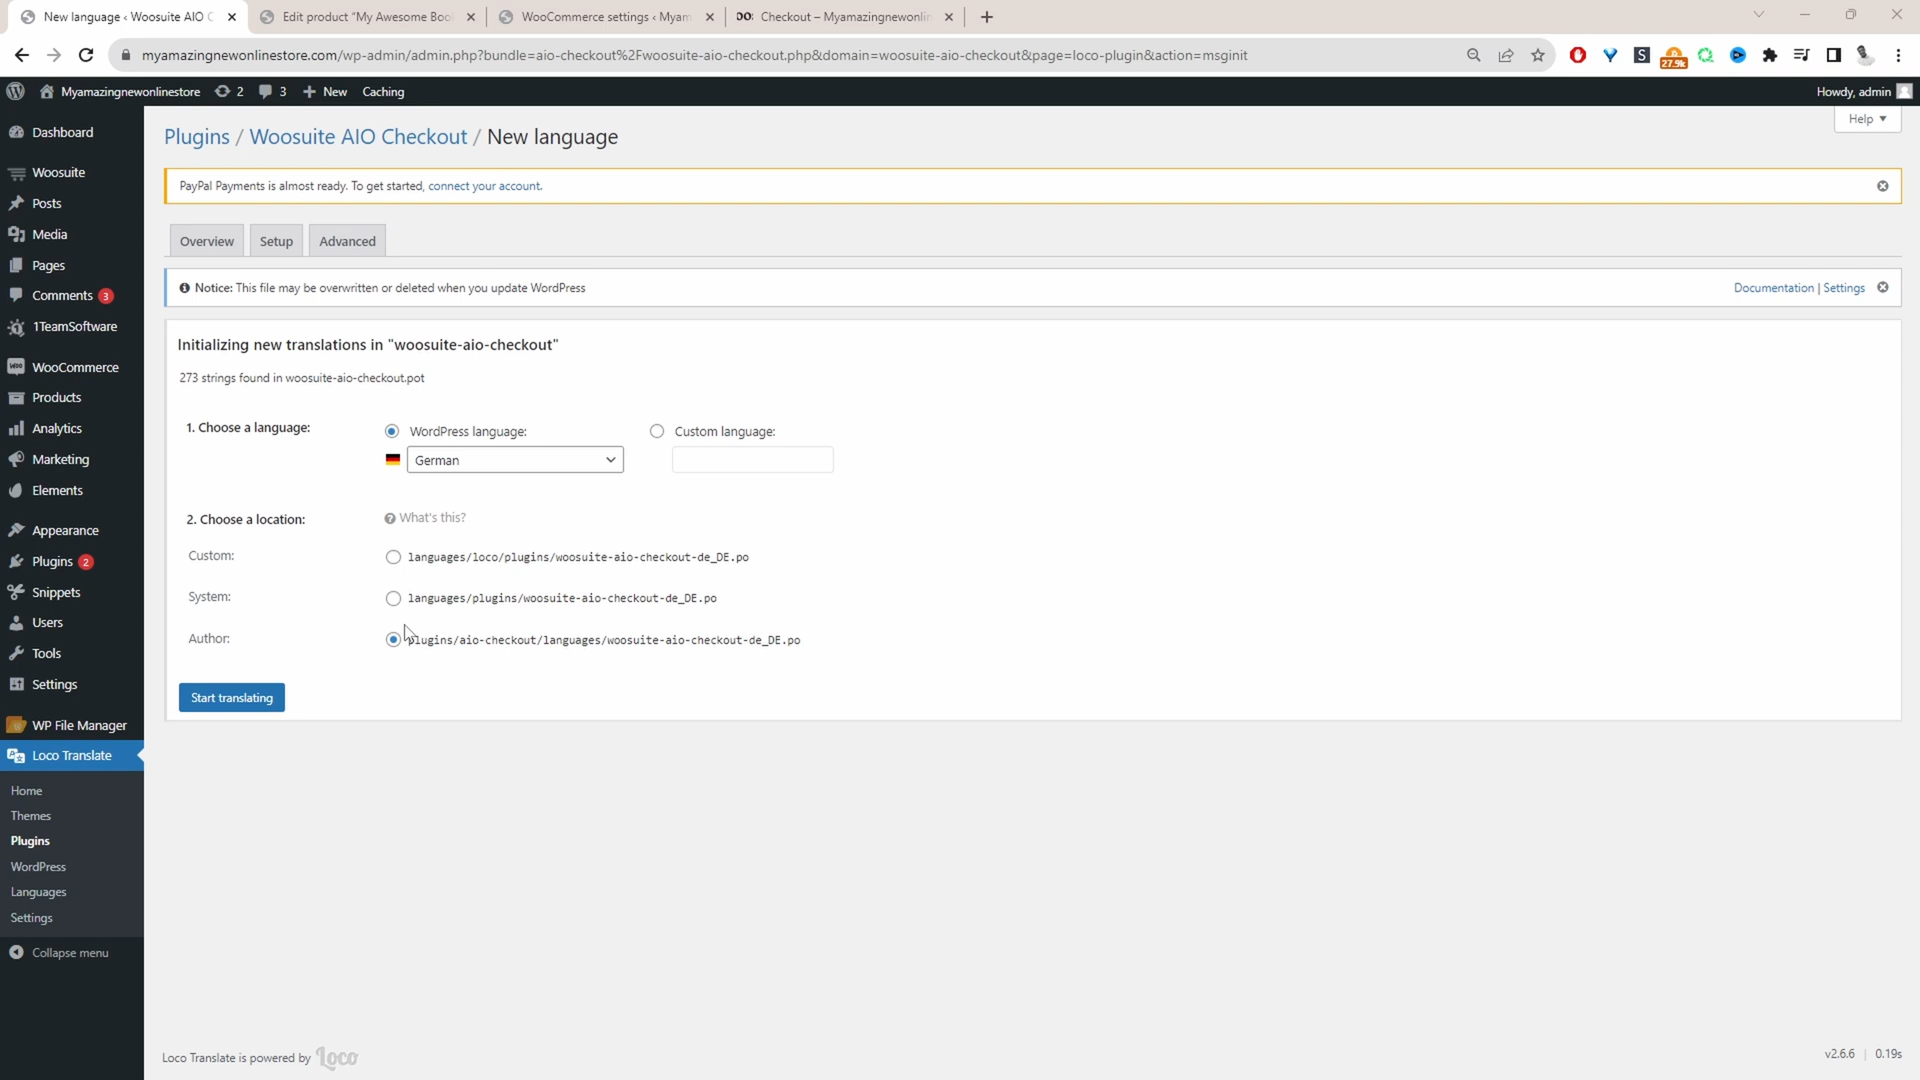 New language ‹ Woosuite AIO C
Edit product “My Awesome Boo
WooCommerce settings ‹ Myam
DO: Checkout – Myamazingnewonlin
myamazingnewonlinestore.com/wp-admin/admin.php?bundle=aio-checkout%2Fwoosuite-aio-checkout.php&domain=woosuite-aio-checkout&page=loco-plugin&action=msginit
S
27.9k
Myamazingnewonlinestore
2
3
New
Caching
Howdy, admin
Dashboard
Woosuite
Posts
Media
Pages
Comments 3
1TeamSoftware
WooCommerce
Products
Analytics
Marketing
Elements
Appearance
Plugins 2
Snippets
Users
Tools
Settings
WP File Manager
Loco Translate
Home
Themes
Plugins
WordPress
Languages
Settings
Collapse menu
Help
Plugins / Woosuite AIO Checkout / New language
PayPal Payments is almost ready. To get started, connect your account.
Overview
Setup
Advanced
Notice: This file may be overwritten or deleted when you update WordPress
Documentation | Settings
Initializing new translations in "woosuite-aio-checkout"
273 strings found in woosuite-aio-checkout.pot
1. Choose a language:
WordPress language:
Custom language:
German
2. Choose a location:
What's this?
Custom:
languages/loco/plugins/woosuite-aio-checkout-de_DE.po
System:
languages/plugins/woosuite-aio-checkout-de_DE.po
Author:
plugins/aio-checkout/languages/woosuite-aio-checkout-de_DE.po
Start translating
Loco Translate is powered by Loco
v2.6.6 | 0.19s